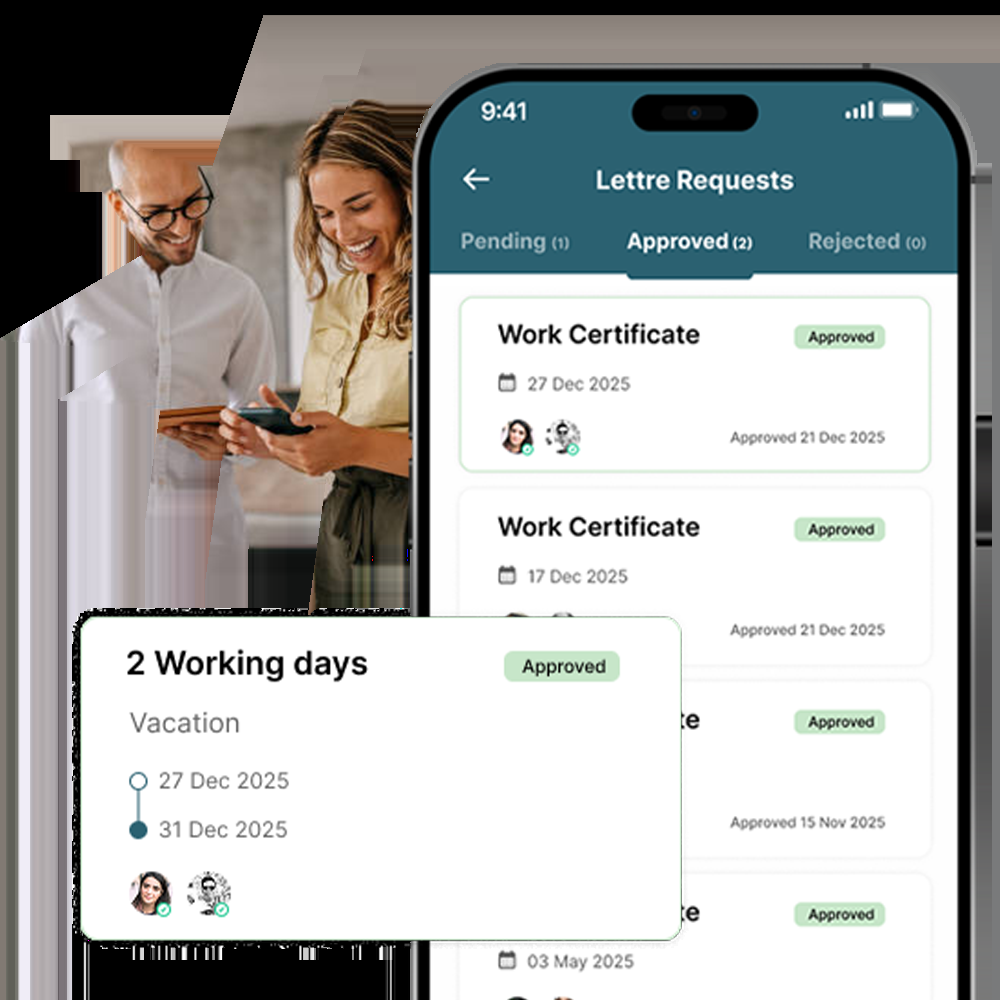 9:41
Lettre Requests
Pending (1)
Approved (2)
Rejected (0)
Work Certificate
Approved
27 Dec 2025
Approved 21 Dec 2025
Work Certificate
Approved
17 Dec 2025
Approved 21 Dec 2025
2 Working days
Approved
Vacation
27 Dec 2025
31 Dec 2025
te
Approved
Approved 15 Nov 2025
te
Approved
03 May 2025